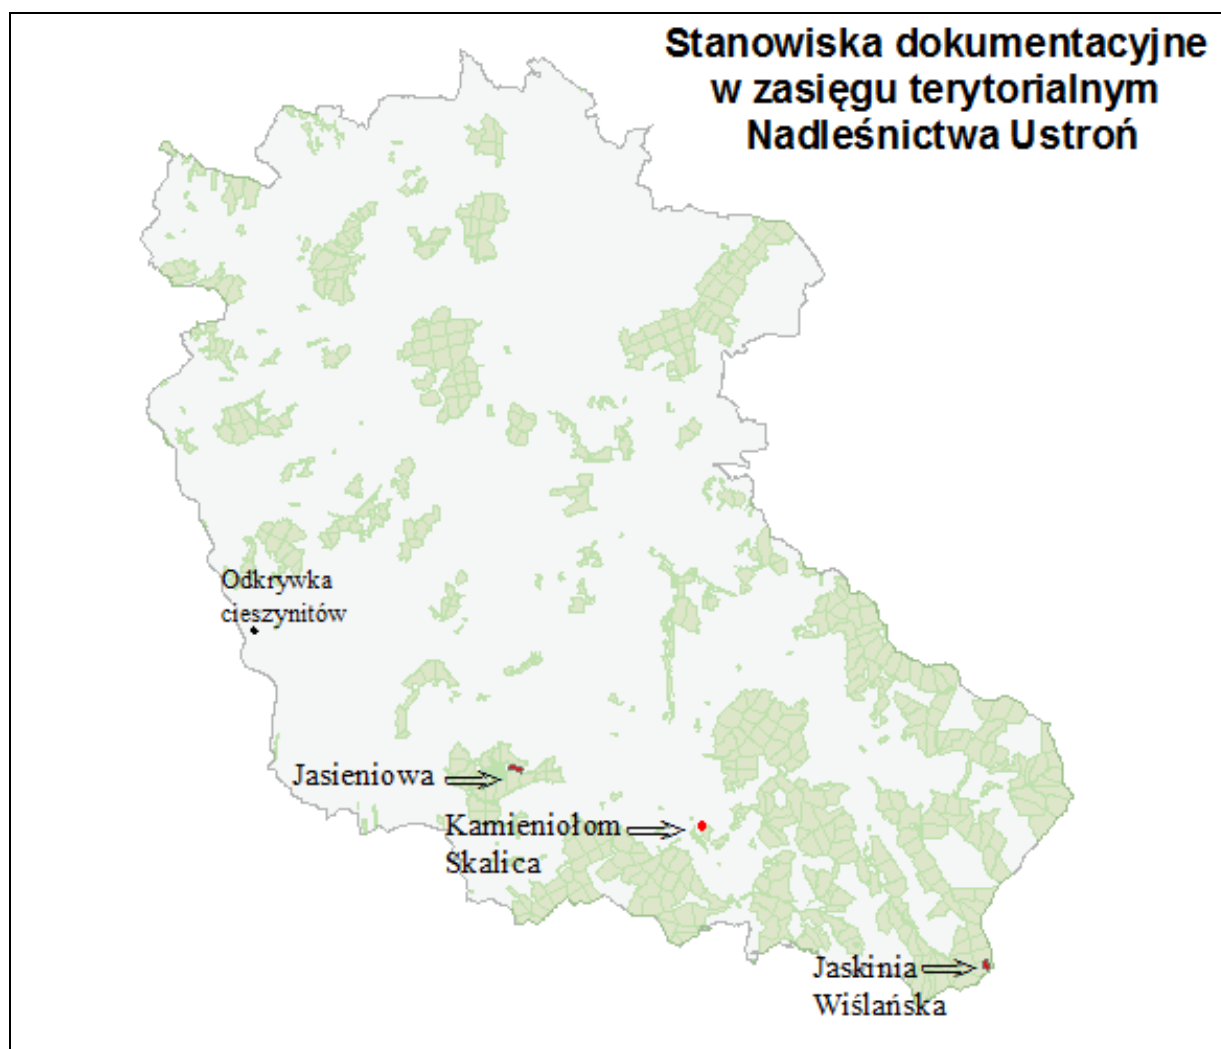 Stanowiska dokumentacyjne
w zasięgu terytorialnym
Nadleśnictwa Ustroń
Odkrywka
cieszynitów
Jasieniowa
Kamieniołom
Skalica
Jaskinia
Wiślańska